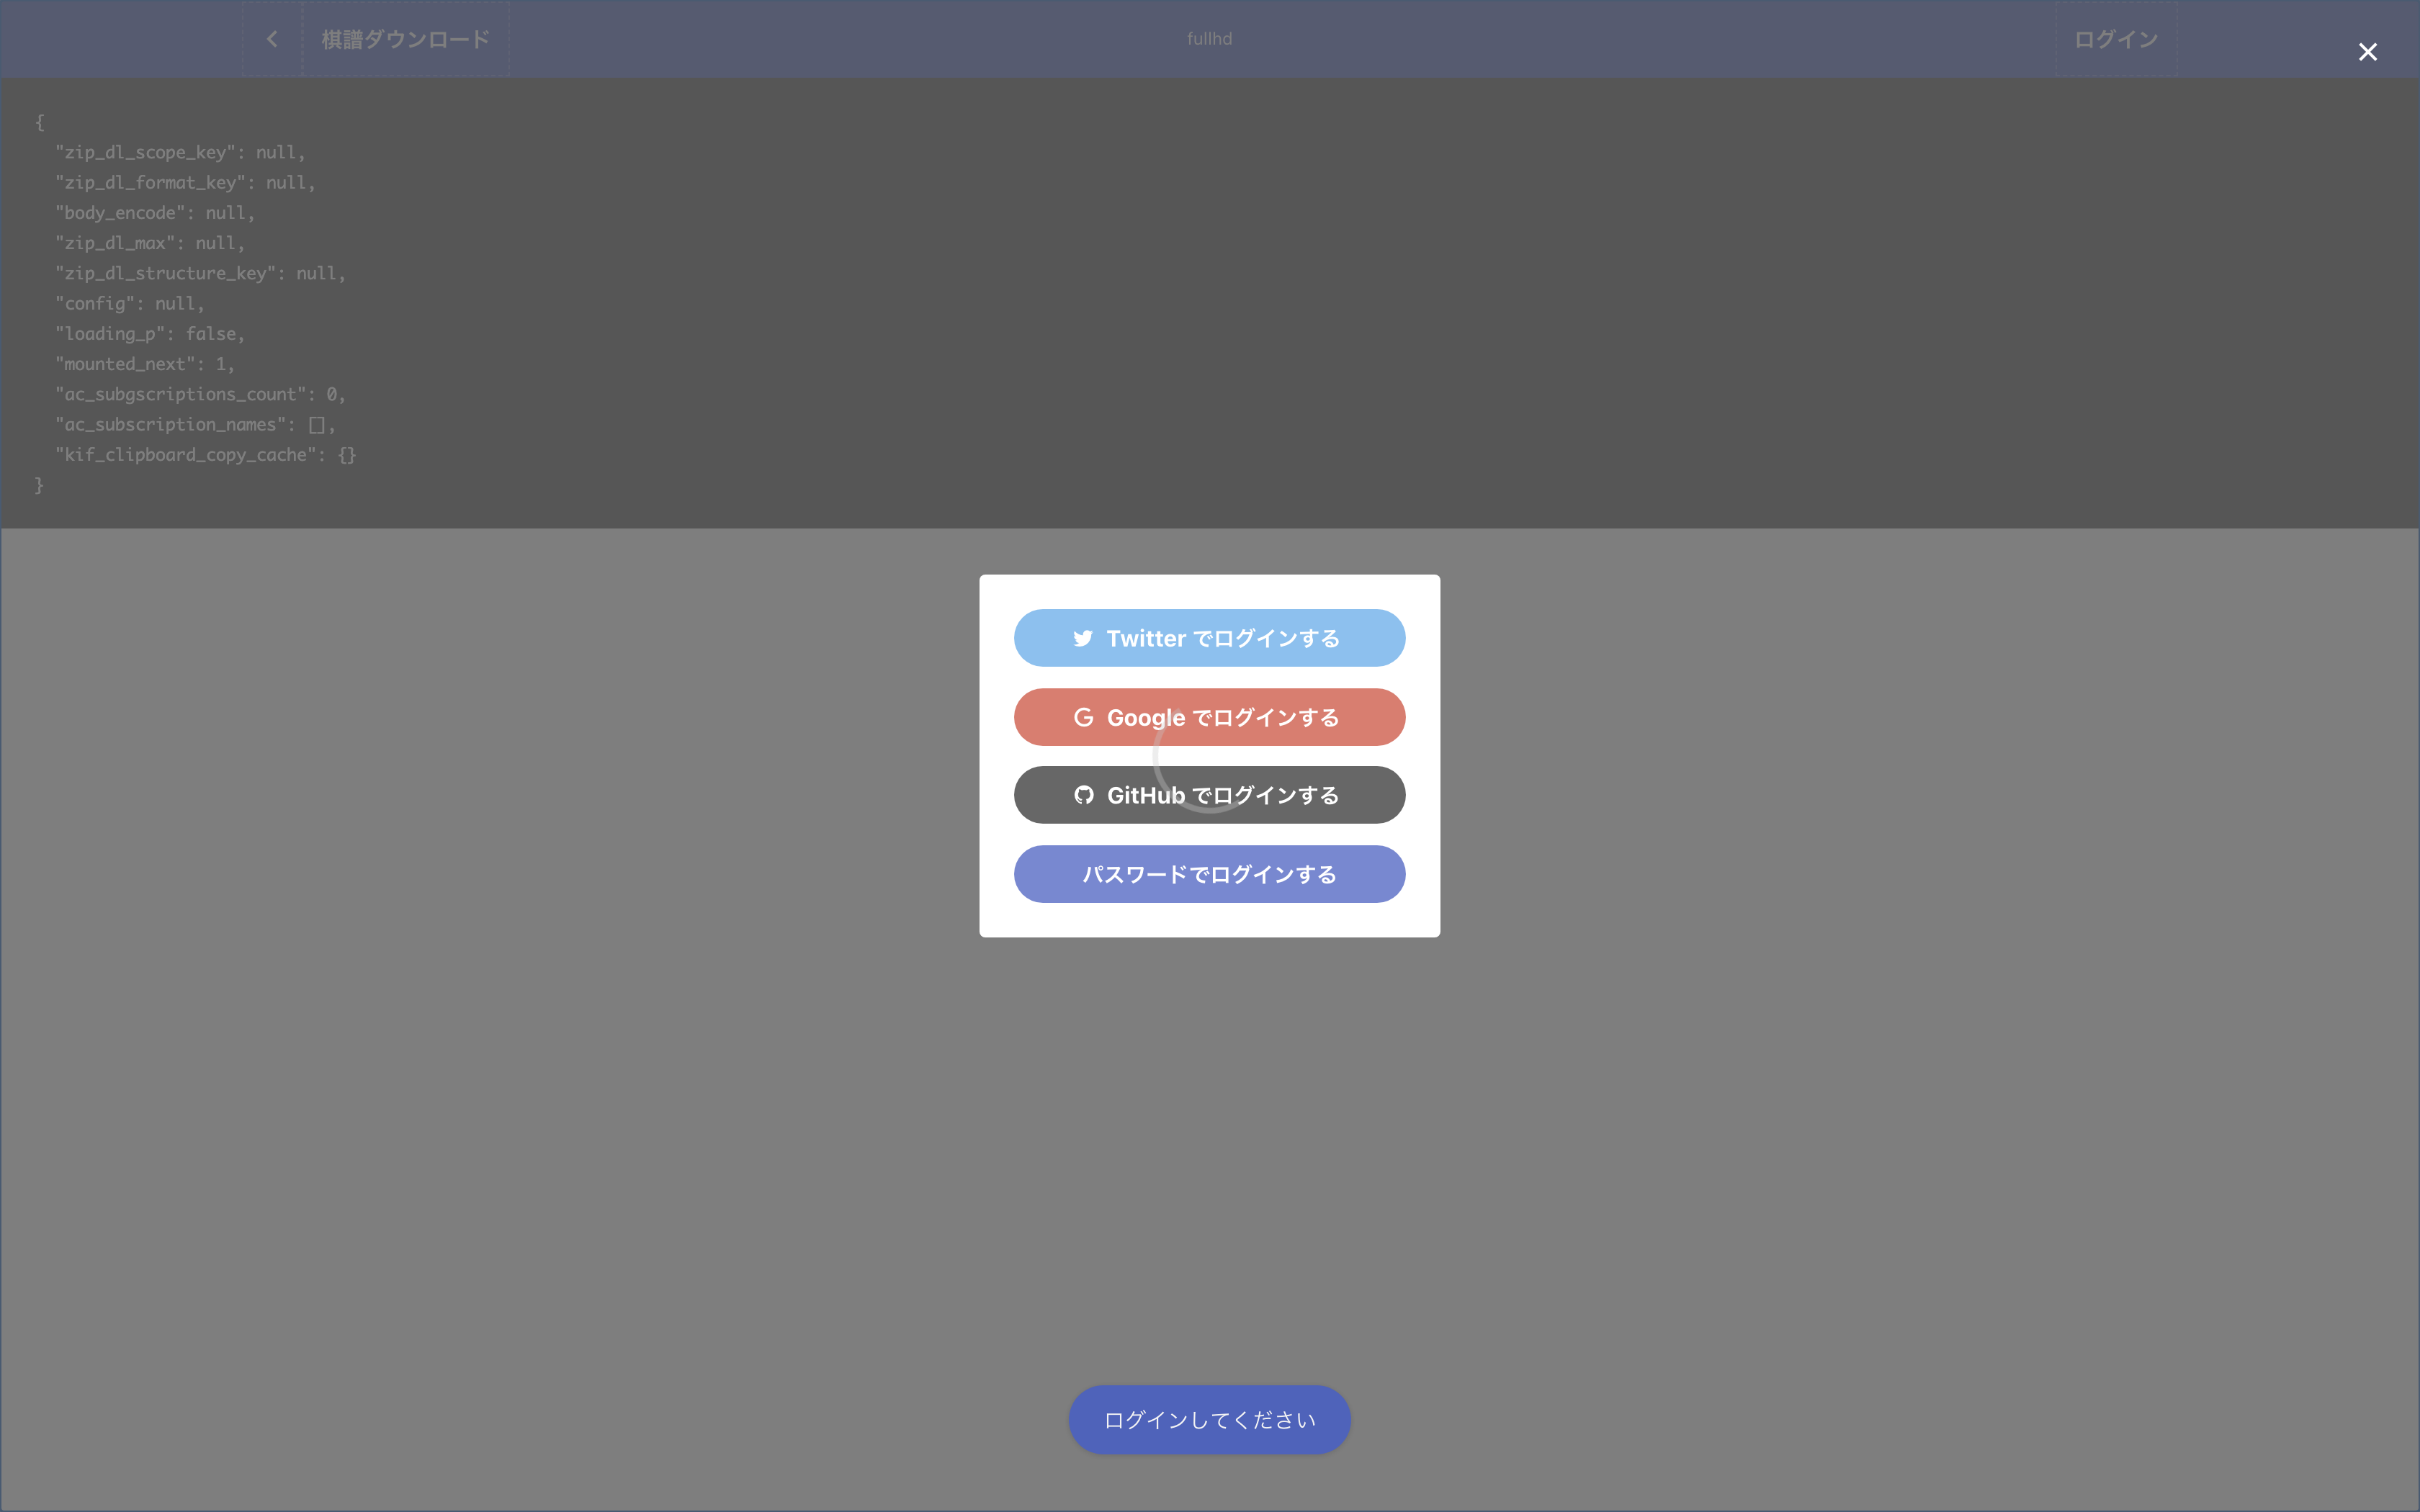 棋譜ダウンロード
fullhd
ログイン
{
"zip_dl_scope_key": null,
"zip_dl_format_key": null,
"body_encode": null,
"zip_dl_max": null,
"zip_dl_structure_key": null,
"config": null,
"loading_p": false,
"mounted_next": 1,
"ac_subgscriptions_count": 0,
"ac_subscription_names": [],
"kif_clipboard_copy_cache": {}
}
Twitter でログインする
Google でログインする
GitHub でログインする
パスワードでログインする
ログインしてください